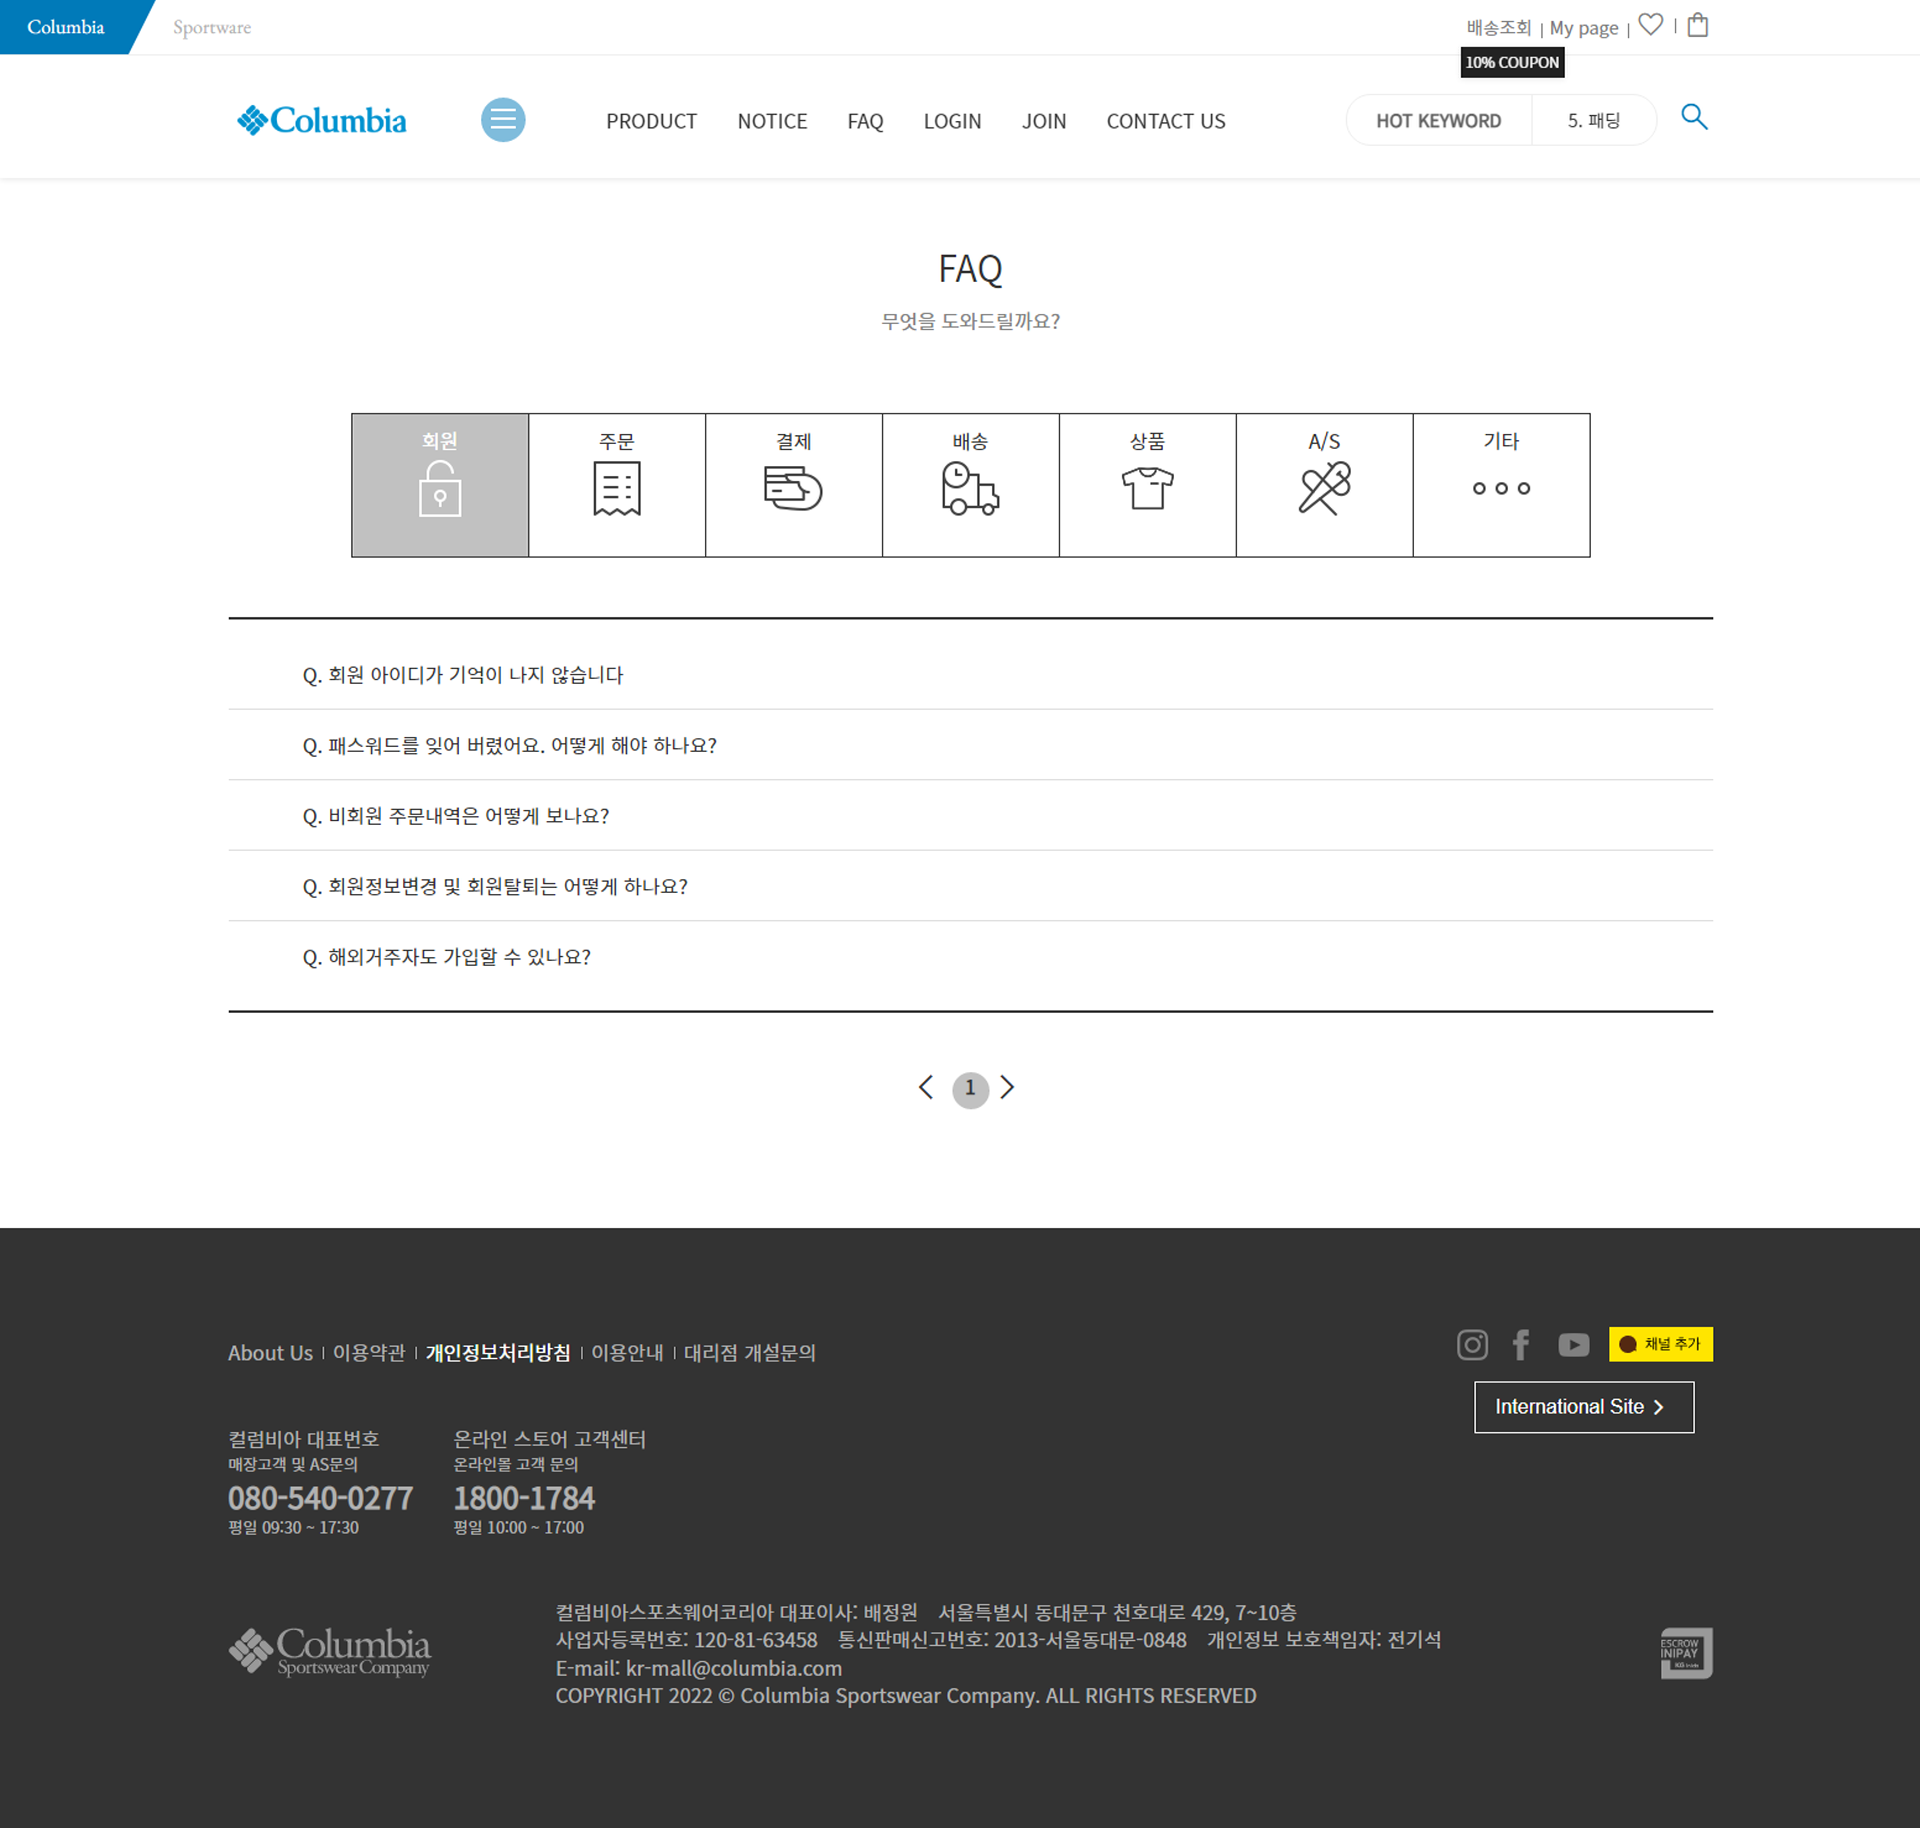 Columbia Sportware 배송조회 | My page |
10% COUPON
Columbia PRODUCT NOTICE FAQ LOGIN JOIN CONTACT US HOT KEYWORD 5. 패딩
FAQ
무엇을 도와드릴까요?
회원 주문 결제 배송 상품 A/S 기타
Q. 회원 아이디가 기억이 나지 않습니다
Q. 패스워드를 잊어 버렸어요. 어떻게 해야 하나요?
Q. 비회원 주문내역은 어떻게 보나요?
Q. 회원정보변경 및 회원탈퇴는 어떻게 하나요?
Q. 해외거주자도 가입할 수 있나요?
1
About Us | 이용약관 | 개인정보처리방침 | 이용안내 | 대리점 개설문의
채널 추가
International Site
컬럼비아 대표번호
매장고객 및 AS문의
080-540-0277
평일 09:30 ~ 17:30
온라인 스토어 고객센터
온라인몰 고객 문의
1800-1784
평일 10:00 ~ 17:00
Columbia
Sportswear Company
컬럼비아스포츠웨어코리아 대표이사: 배정원 서울특별시 동대문구 천호대로 429, 7~10층
사업자등록번호: 120-81-63458 통신판매신고번호: 2013-서울동대문-0848 개인정보 보호책임자: 전기석
E-mail: kr-mall@columbia.com
COPYRIGHT 2022 © Columbia Sportswear Company. ALL RIGHTS RESERVED
ESCROW
INIPAY